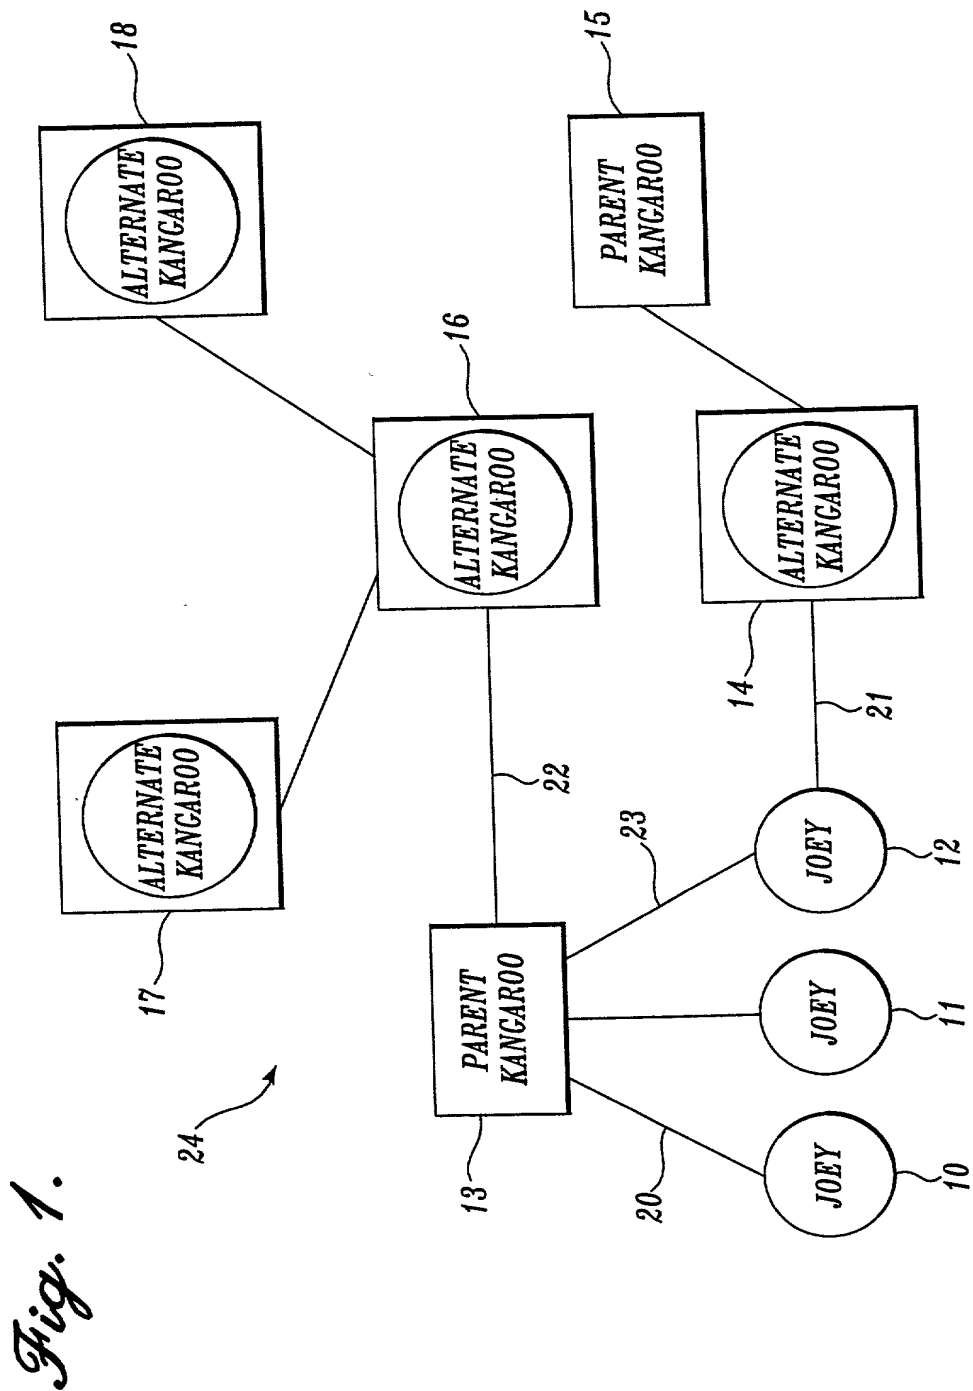 Fig. 1.
24
17
ALTERNATE
KANGAROO
18
ALTERNATE
KANGAROO
16
ALTERNATE
KANGAROO
22
13
PARENT
KANGAROO
15
PARENT
KANGAROO
14
ALTERNATE
KANGAROO
21
20
23
JOEY
10
JOEY
11
JOEY
12